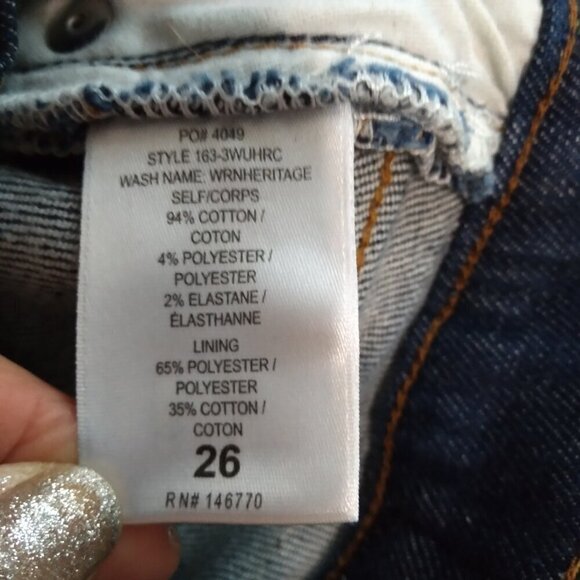 PO# 4049
STYLE 163-3WUHRC
WASH NAME: WRNHERITAGE
SELF/CORPS
94% COTTON /
COTON
4% POLYESTER /
POLYESTER
2% ELASTANE /
ÉLASTHANNE
LINING
65% POLYESTER /
POLYESTER
35% COTTON /
COTON
26
RN# 146770